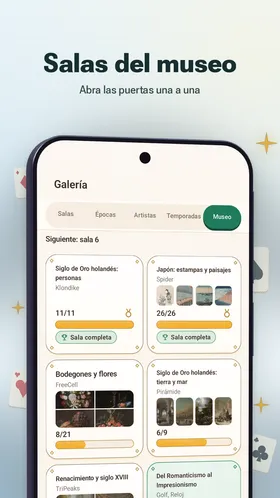 Salas del museo
Abra las puertas una a una
Galería
Salas
Épocas
Artistas
Temporadas
Museo
Siguiente: sala 6
Siglo de Oro holandés:
personas
Klondike
11/11
Sala completa
Japón: estampas y paisajes
Spider
26/26
Sala completa
Bodegones y flores
FreeCell
8/21
Siglo de Oro holandés:
tierra y mar
Pirámide
6/9
Renacimiento y siglo XVIII
TriPeaks
Del Romanticismo al
Impresionismo
Golf, Reloj